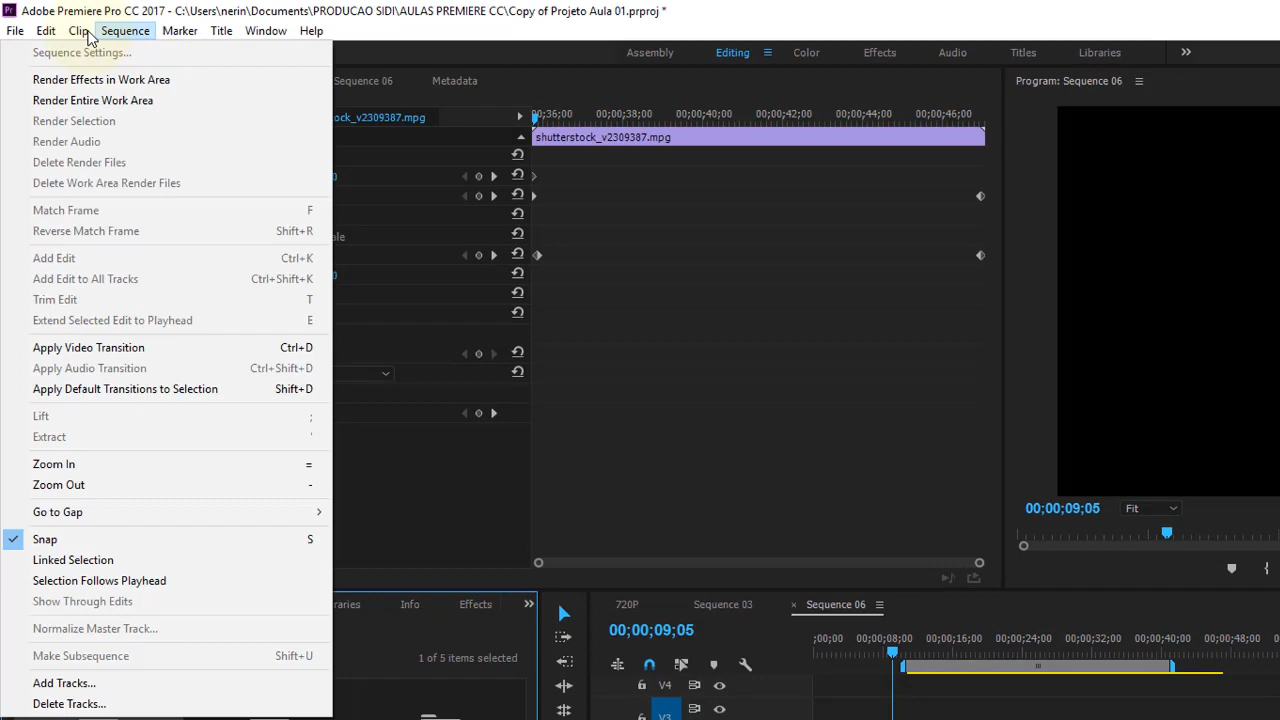 Adobe Premiere Pro CC 2017 - C:\Users\nerin\Documents\PRODUCAO SIDI\AULAS PREMIERE CC\Copy of Projeto Aula 01.prproj *
File Edit Clip Sequence Marker Title Window Help
Sequence Settings...
Render Effects in Work Area
Render Entire Work Area
Render Selection
Render Audio
Delete Render Files
Delete Work Area Render Files
Match Frame F
Reverse Match Frame Shift+R
Add Edit Ctrl+K
Add Edit to All Tracks Ctrl+Shift+K
Trim Edit T
Extend Selected Edit to Playhead E
Apply Video Transition Ctrl+D
Apply Audio Transition Ctrl+Shift+D
Apply Default Transitions to Selection Shift+D
Lift ;
Extract '
Zoom In =
Zoom Out -
Go to Gap
Snap S
Linked Selection
Selection Follows Playhead
Show Through Edits
Normalize Master Track...
Make Subsequence Shift+U
Add Tracks...
Delete Tracks...
Assembly Editing Color Effects Audio Titles Libraries
Sequence 06 Metadata
ock_v2309387.mpg
00;36;00 00;00;38;00 00;00;40;00 00;00;42;00 00;00;44;00 00;00;46;00
shutterstock_v2309387.mpg
ale
Program: Sequence 06
00;00;09;05 Fit
raries Info Effects
1 of 5 items selected
720P Sequence 03 × Sequence 06
00;00;09;05
;00;00 00;00;08;00 00;00;16;00 00;00;24;00 00;00;32;00 00;00;40;00 00;00;48;00
V4
V3